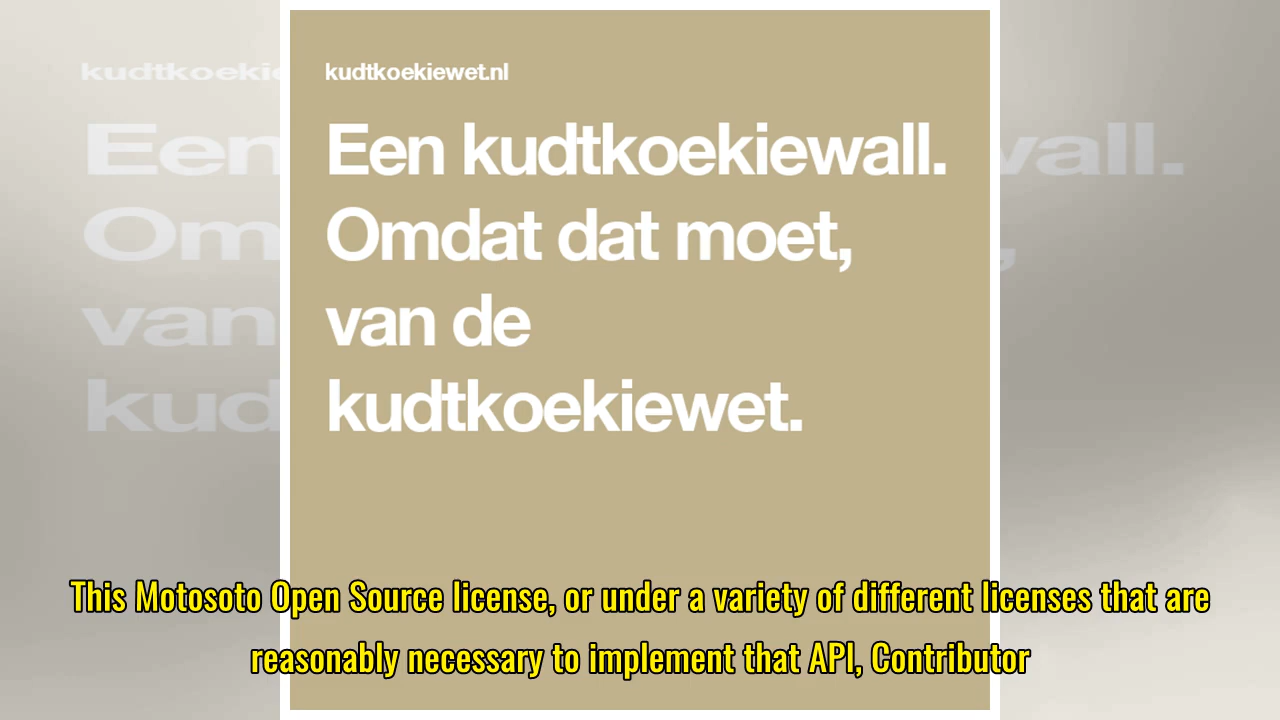 kudtkoekiewet.nl
Een kudtkoekiewall.
Omdat dat moet,
van de
kudtkoekiewet.
This Motosoto Open Source license, or under a variety of different licenses that are
reasonably necessary to implement that API, Contributor